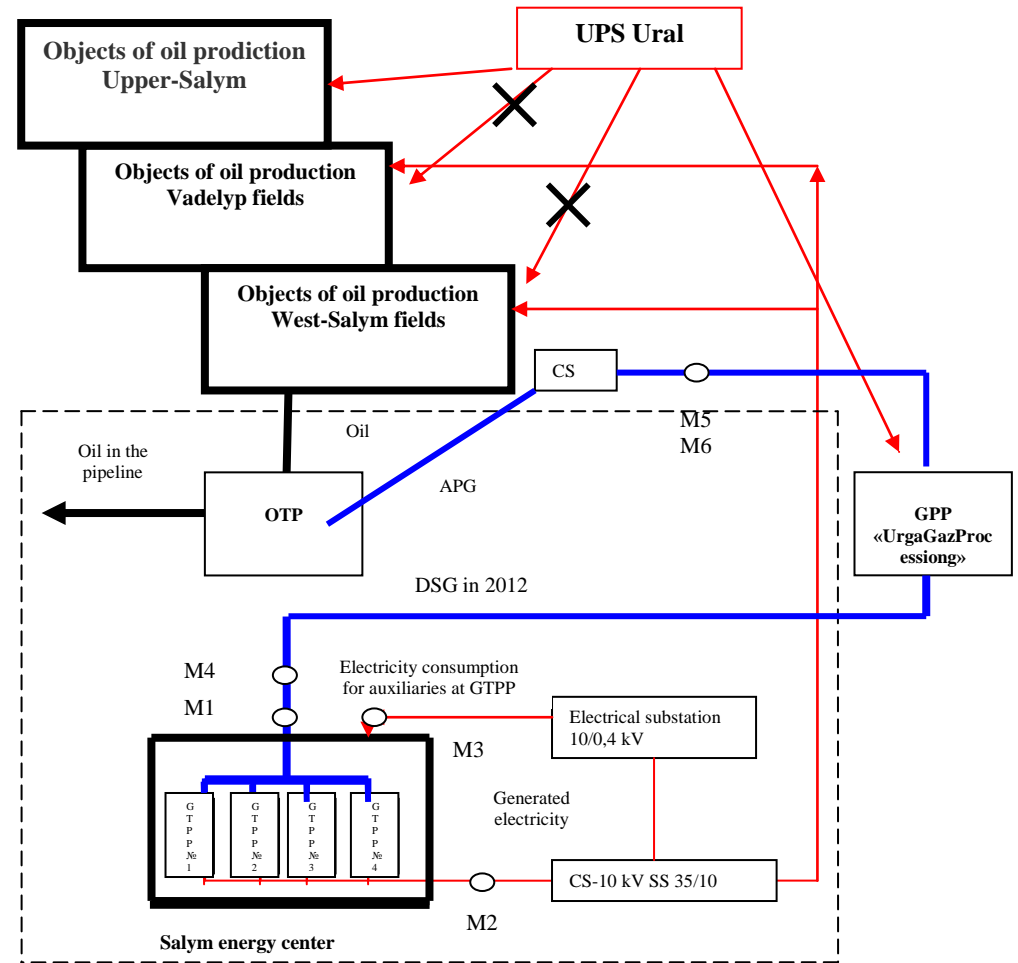 UPS Ural
Objects of oil prodiction
Upper-Salym
Objects of oil production
Vadelyp fields
Objects of oil production
West-Salym fields
CS
M5
M6
Oil
Oil in the
pipeline
APG
OTP
GPP
«UrgaGazProc
essiong»
DSG in 2012
M4
Electricity consumption
for auxiliaries at GTPP
M1
Electrical substation
10/0,4 kV
M3
Generated
electricity
G
T
P
P
№
1
G
T
P
P
№
2
G
T
P
P
№
3
G
T
P
P
№
4
CS-10 kV SS 35/10
M2
Salym energy center